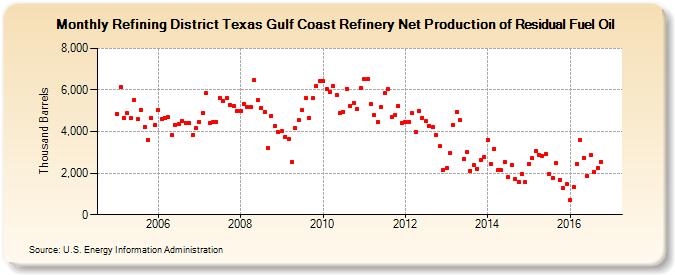 Monthly Refining District Texas Gulf Coast Refinery Net Production of Residual Fuel Oil
Thousand Barrels
8,000
6,000
4,000
2,000
0
2006 2008 2010 2012 2014 2016
Source: U.S. Energy Information Administration